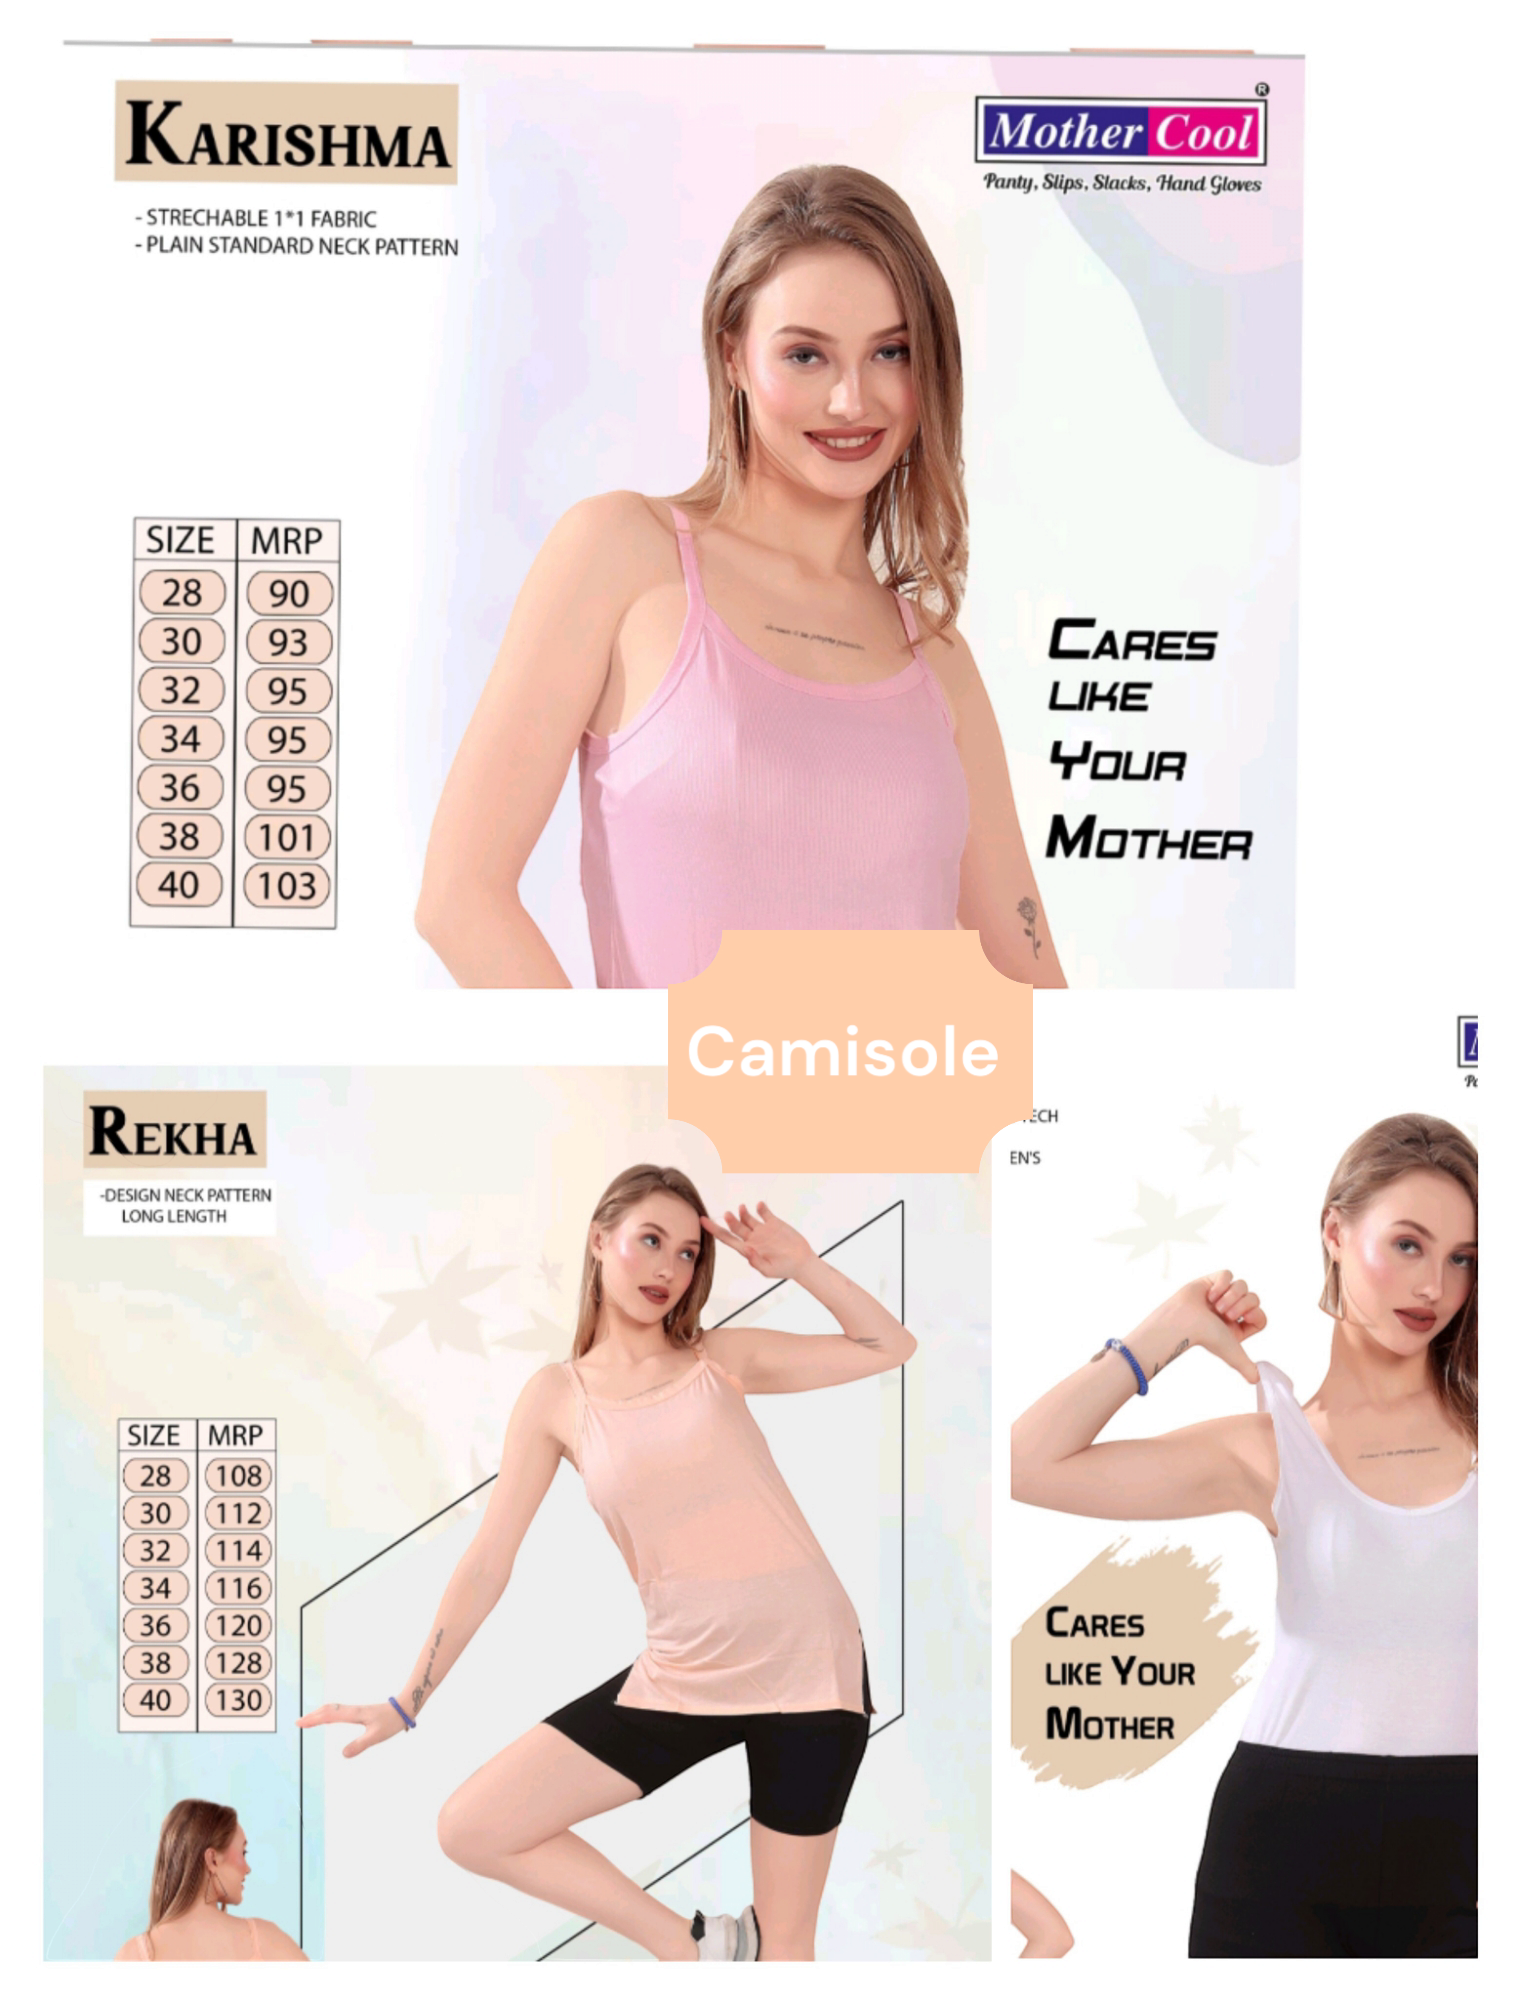 KARISHMA
- STRECHABLE 1*1 FABRIC
- PLAIN STANDARD NECK PATTERN
®
Mother Cool
Panty, Slips, Slacks, Hand Gloves
SIZE MRP
28 90
30 93
32 95
34 95
36 95
38 101
40 103
CARES
LIKE
YOUR
MOTHER
Camisole
REKHA
-DESIGN NECK PATTERN
LONG LENGTH
SIZE MRP
28 108
30 112
32 114
34 116
36 120
38 128
40 130
EN'S
CARES
LIKE YOUR
MOTHER